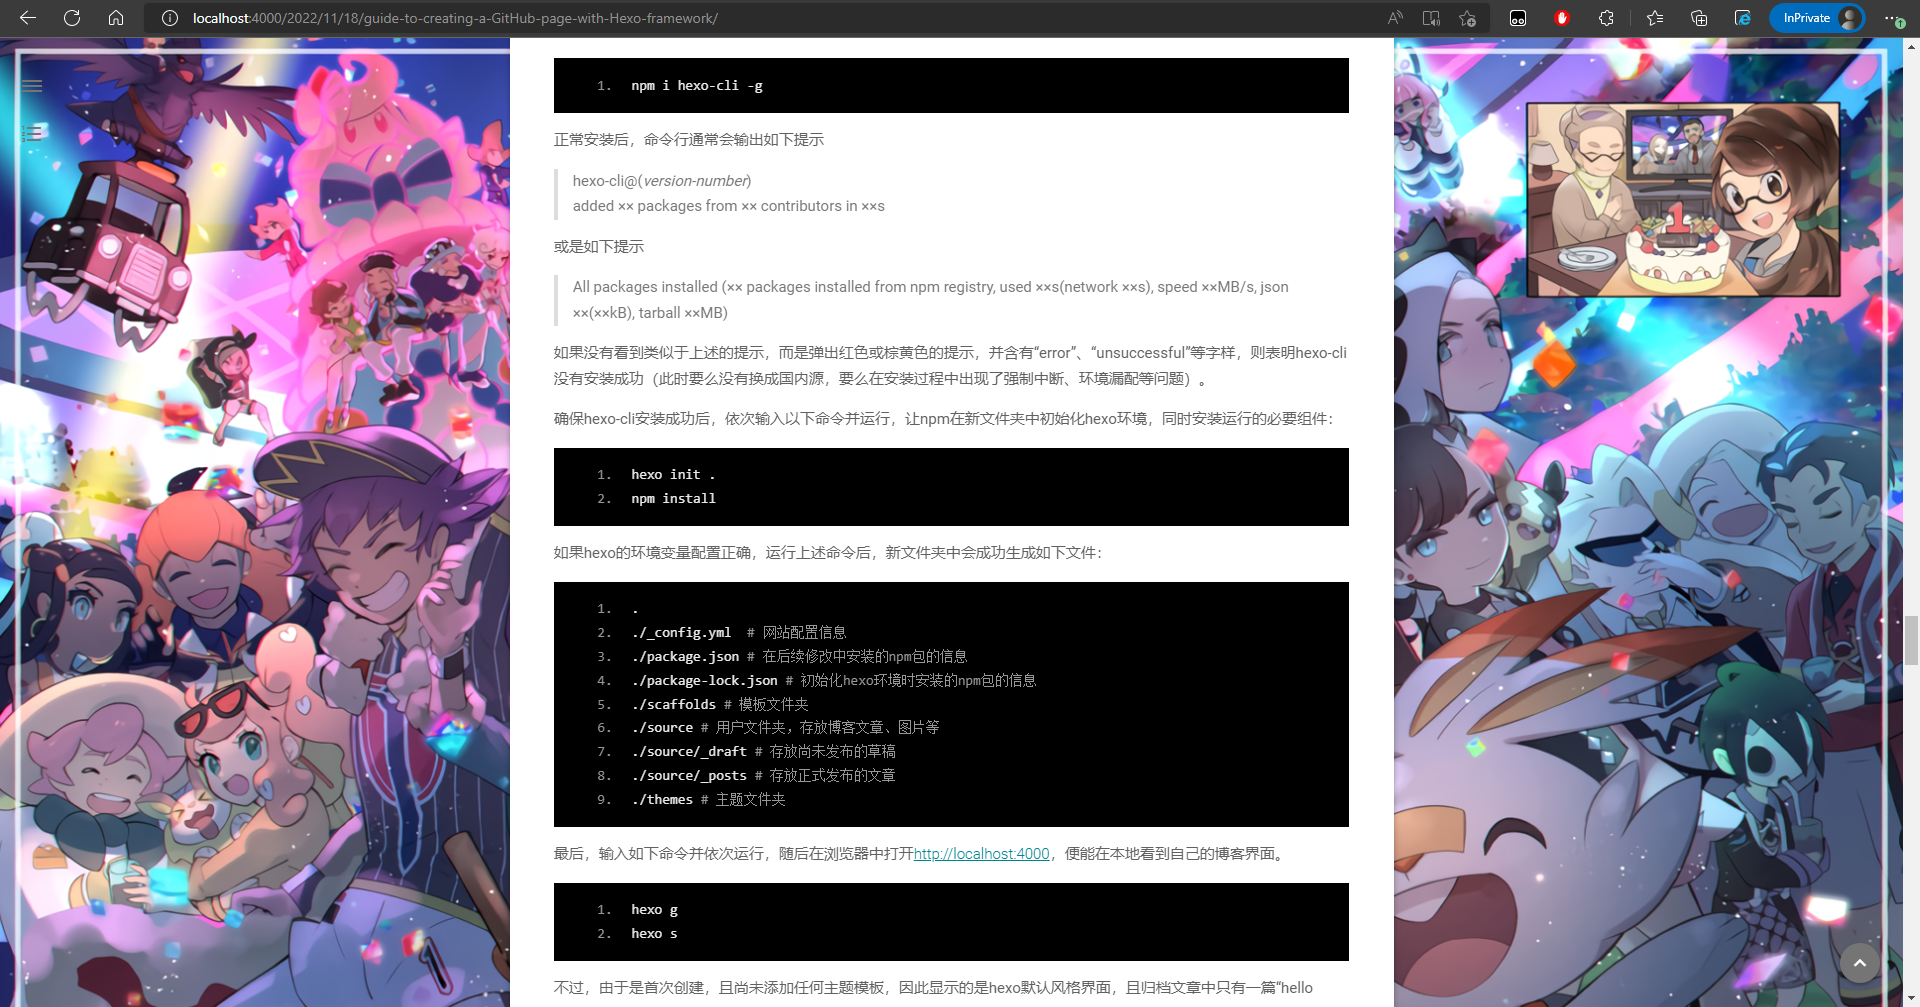 localhost:4000/2022/11/18/guide-to-creating-a-GitHub-page-with-Hexo-framework/
InPrivate
1. npm i hexo-cli -g
正常安装后，命令行通常会输出如下提示
hexo-cli@(version-number)
added ×× packages from ×× contributors in ××s
或是如下提示
All packages installed (×× packages installed from npm registry, used ××s(network ××s), speed ××MB/s, json
××(××kB), tarball ××MB)
如果没有看到类似于上述的提示，而是弹出红色或棕黄色的提示，并含有“error”、“unsuccessful”等字样，则表明hexo-cli
没有安装成功（此时要么没有换成国内源，要么在安装过程中出现了强制中断、环境漏配等问题）。
确保hexo-cli安装成功后，依次输入以下命令并运行，让npm在新文件夹中初始化hexo环境，同时安装运行的必要组件：
1. hexo init .
2. npm install
如果hexo的环境变量配置正确，运行上述命令后，新文件夹中会成功生成如下文件：
1. .
2. ./_config.yml  # 网站配置信息
3. ./package.json # 在后续修改中安装的npm包的信息
4. ./package-lock.json # 初始化hexo环境时安装的npm包的信息
5. ./scaffolds # 模板文件夹
6. ./source # 用户文件夹，存放博客文章、图片等
7. ./source/_draft # 存放尚未发布的草稿
8. ./source/_posts # 存放正式发布的文章
9. ./themes # 主题文件夹
最后，输入如下命令并依次运行，随后在浏览器中打开http://localhost:4000，便能在本地看到自己的博客界面。
1. hexo g
2. hexo s
不过，由于是首次创建，且尚未添加任何主题模板，因此显示的是hexo默认风格界面，且归档文章中只有一篇“hello